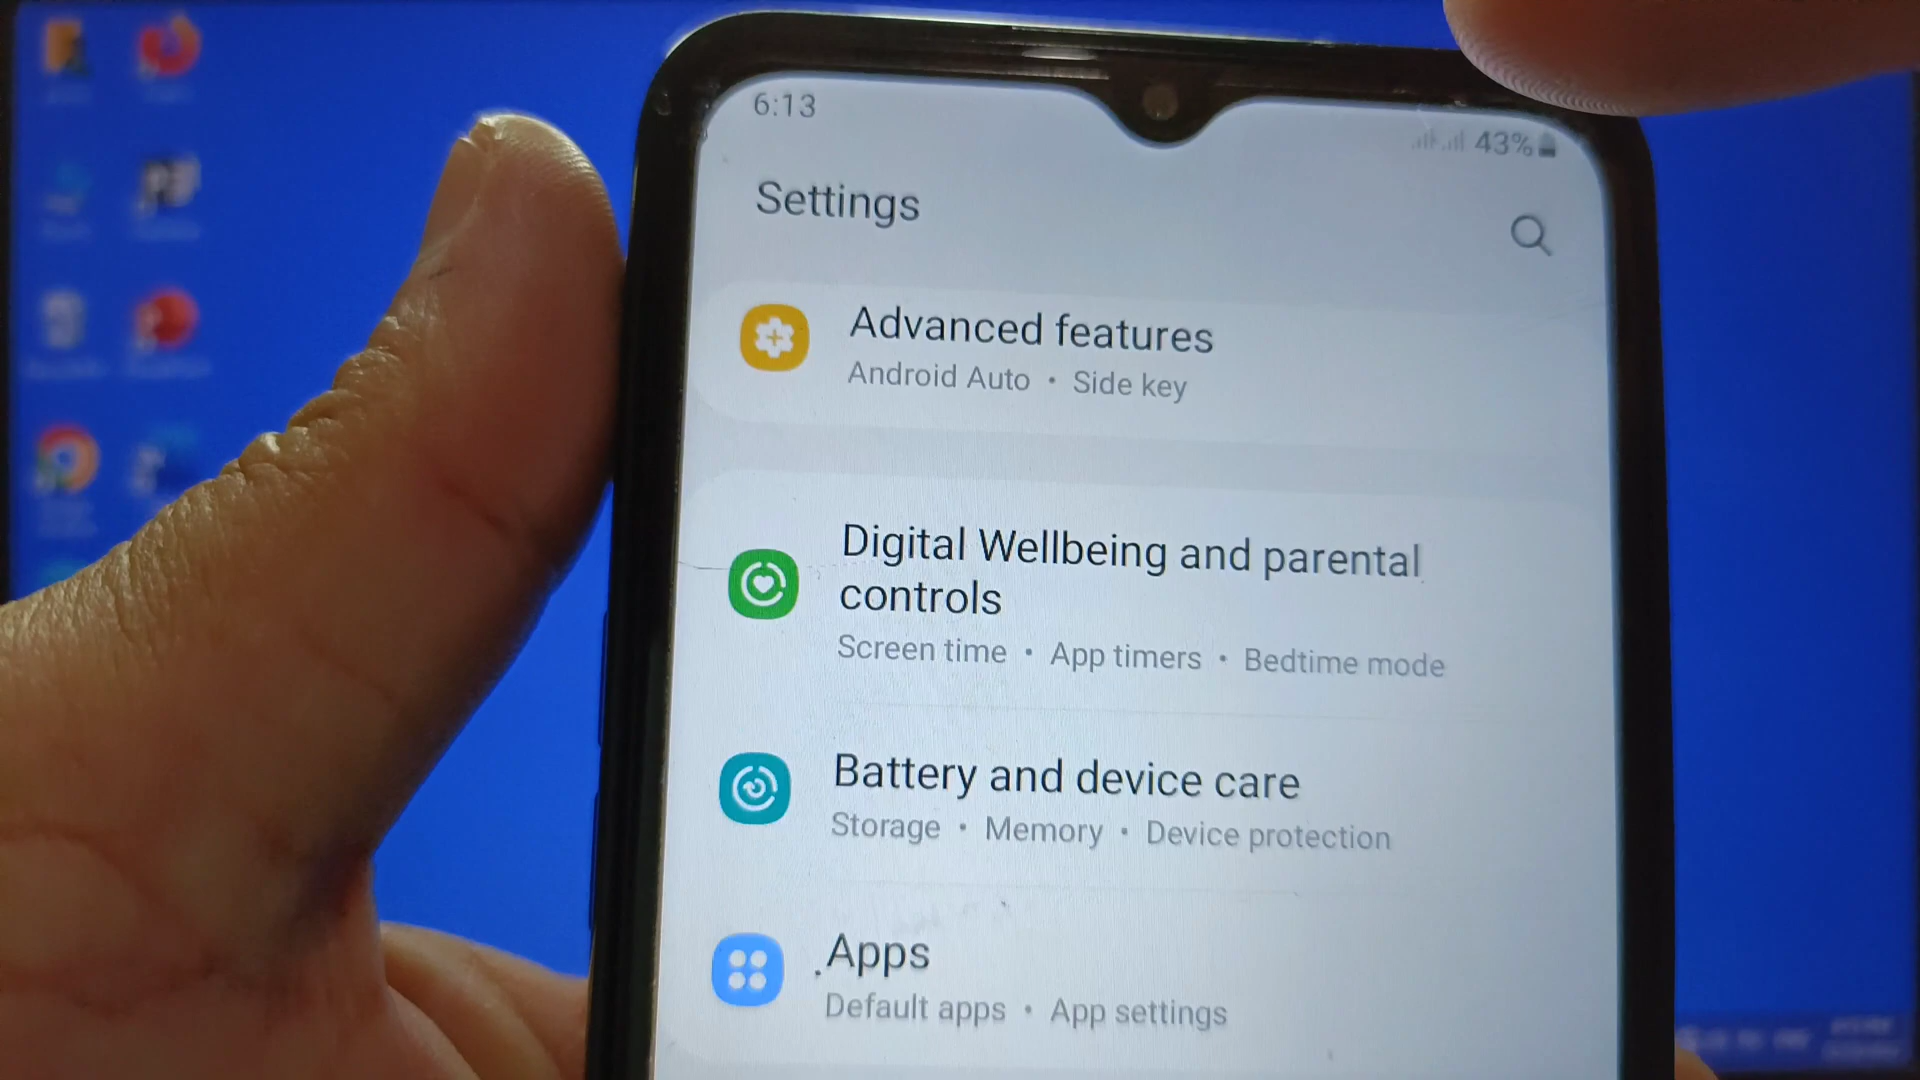 6:13
43%
Settings
Advanced features
Android Auto • Side key
Digital Wellbeing and parental
controls
Screen time • App timers • Bedtime mode
Battery and device care
Storage • Memory • Device protection
Apps
Default apps • App settings